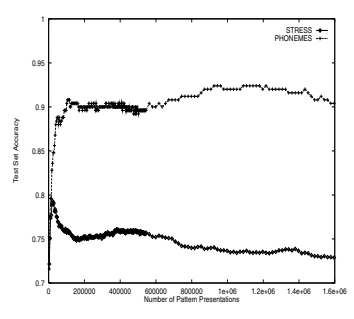 1
0.95
0.9
0.85
0.8
0.75
0.7
Test Set Accuracy
STRESS
PHONEMES
0 200000 400000 600000 800000 1e+06 1.2e+06 1.4e+06 1.6e+06
Number of Pattern Presentations